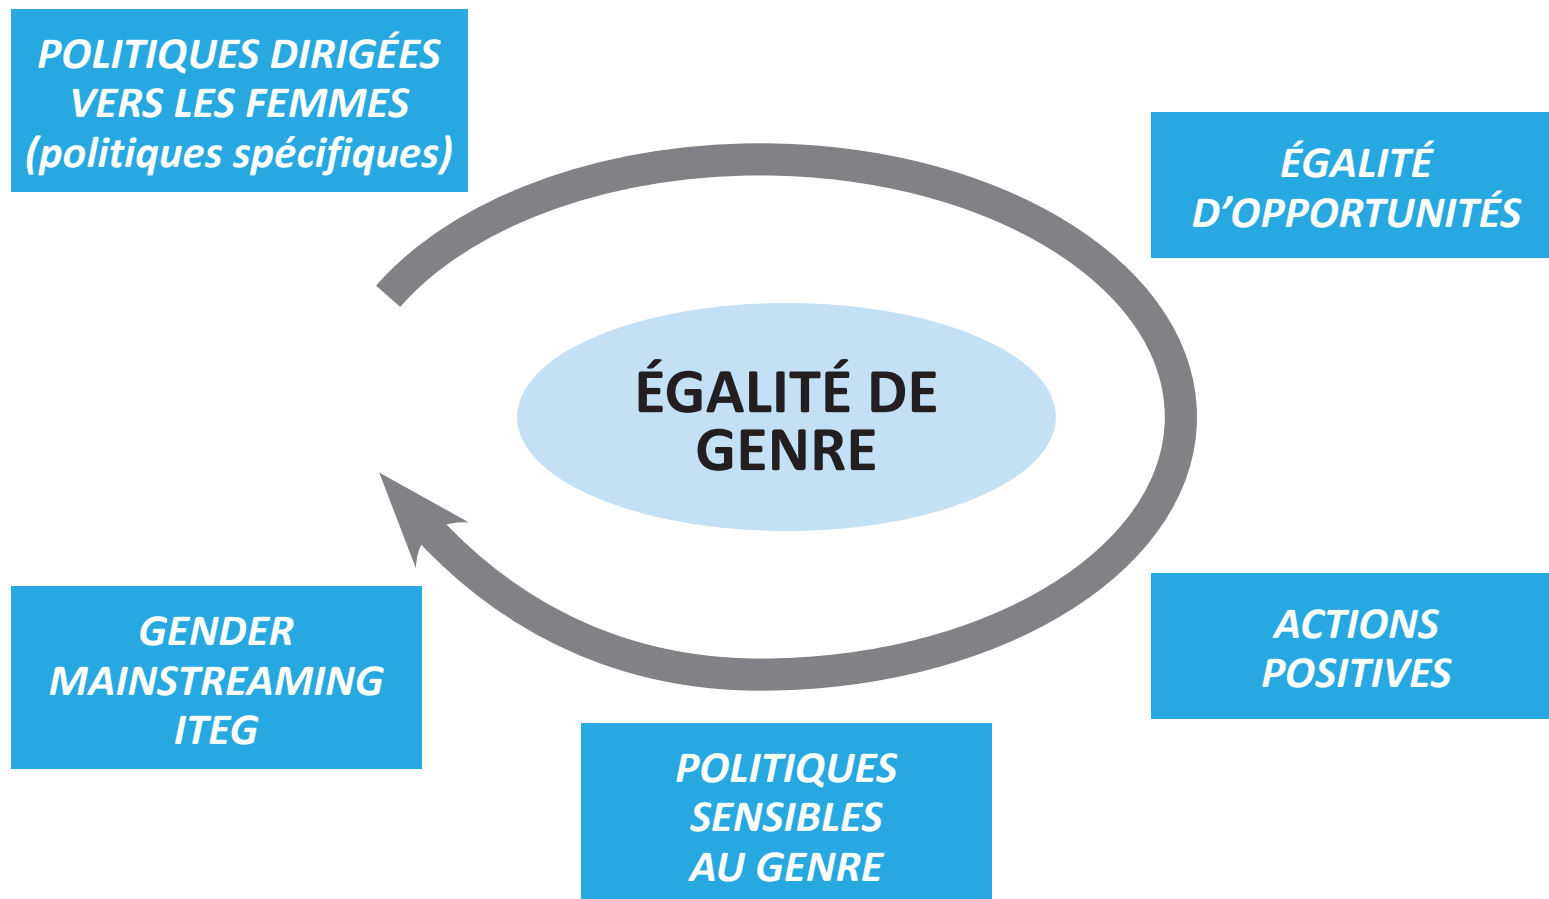 POLITIQUES DIRIGÉES
VERS LES FEMMES
(politiques spécifiques)
ÉGALITÉ
D’OPPORTUNITÉS
ÉGALITÉ DE
GENRE
ACTIONS
POSITIVES
GENDER
MAINSTREAMING
ITEG
POLITIQUES
SENSIBLES
AU GENRE